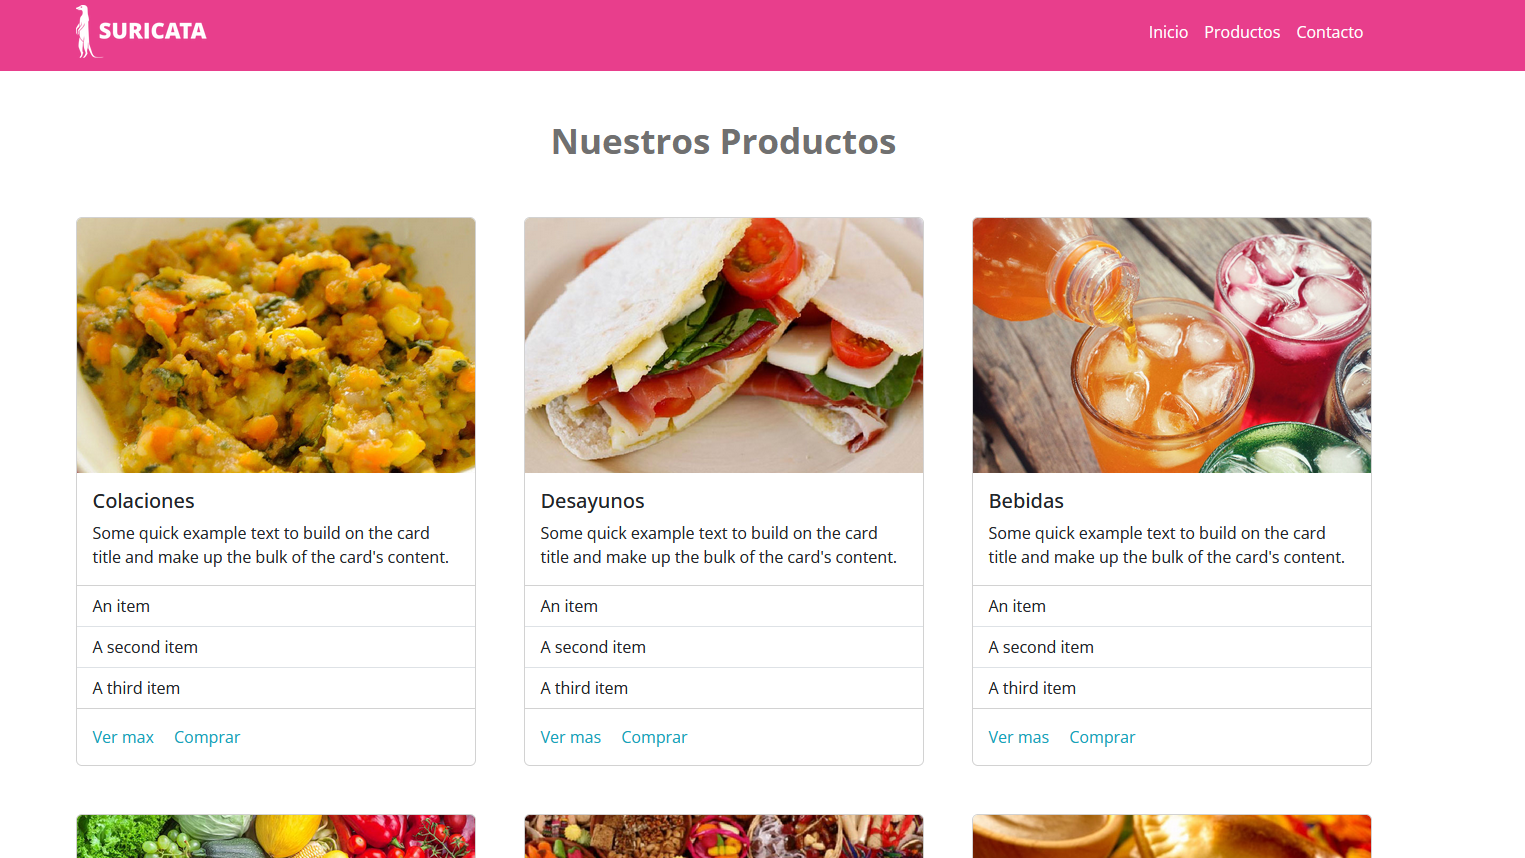 SURICATA
Inicio Productos Contacto
Nuestros Productos
Colaciones
Some quick example text to build on the card
title and make up the bulk of the card's content.
An item
A second item
A third item
Ver max Comprar
Desayunos
Some quick example text to build on the card
title and make up the bulk of the card's content.
An item
A second item
A third item
Ver mas Comprar
Bebidas
Some quick example text to build on the card
title and make up the bulk of the card's content.
An item
A second item
A third item
Ver mas Comprar